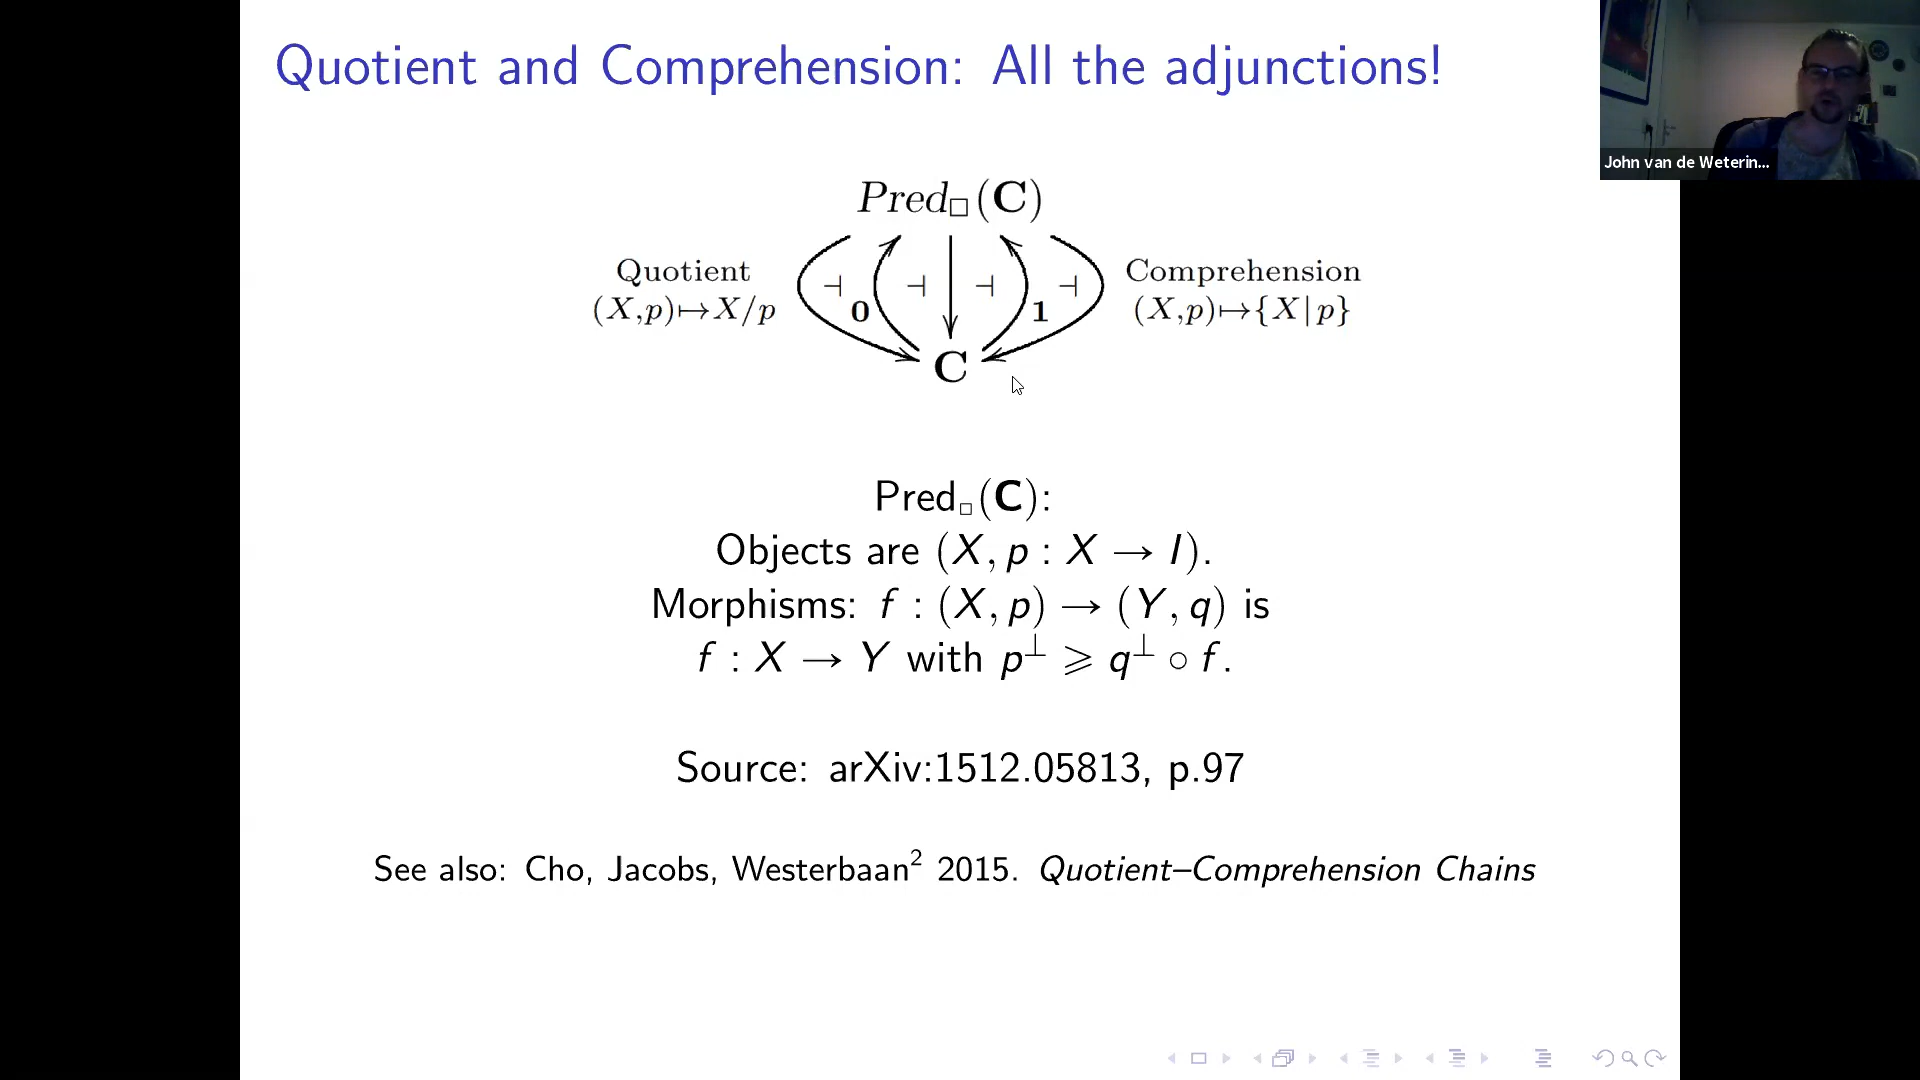 Quotient and Comprehension: All the adjunctions!
John van de Weterin...
Pred□(C)
Quotient
(X,p)↦X/p
⊣ 0 ⊣ ⊣ 1 ⊣
Comprehension
(X,p)↦{X|p}
C
Pred□(C):
Objects are (X, p : X → I).
Morphisms: f : (X, p) → (Y, q) is
f : X → Y with p⊥ ⩾ q⊥ ∘ f.
Source: arXiv:1512.05813, p.97
See also: Cho, Jacobs, Westerbaan² 2015. Quotient–Comprehension Chains